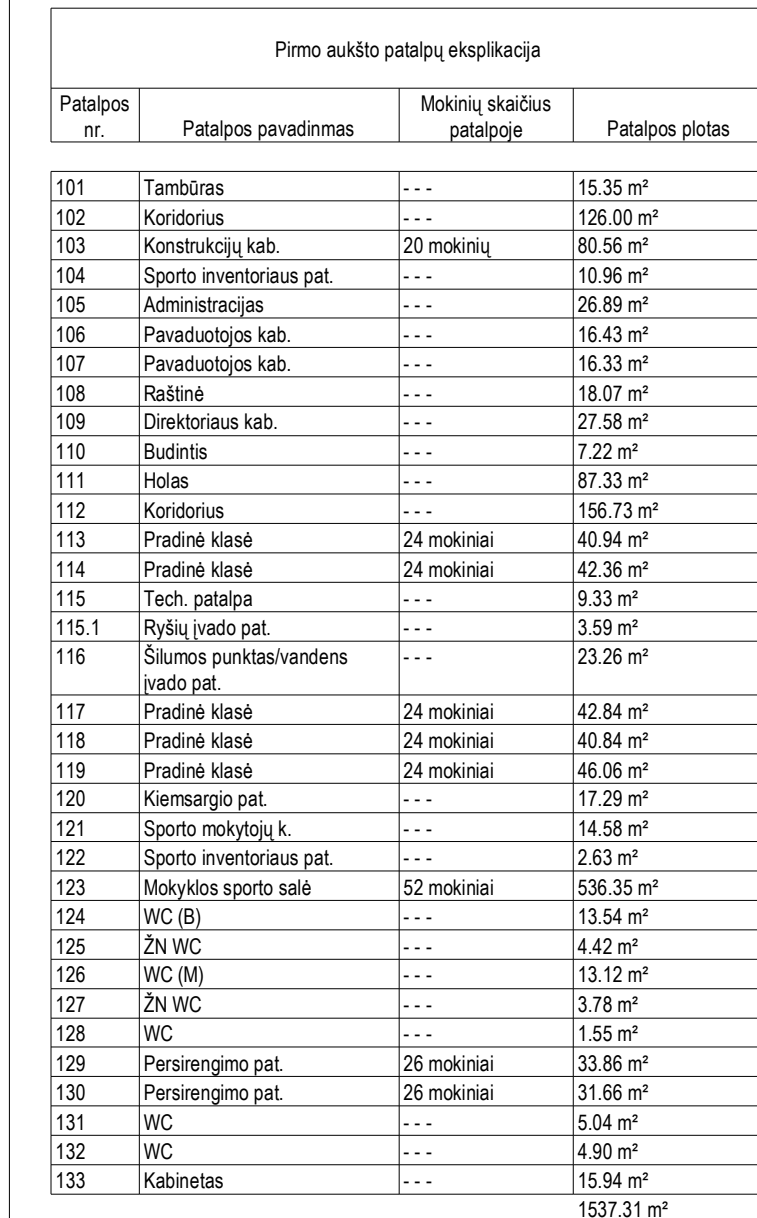 Pirmo aukšto patalpų eksplikacija
Patalpos nr. Patalpos pavadinmas Mokinių skaičius patalpoje Patalpos plotas
101 Tambūras - - - 15.35 m²
102 Koridorius - - - 126.00 m²
103 Konstrukcijų kab. 20 mokinių 80.56 m²
104 Sporto inventoriaus pat. - - - 10.96 m²
105 Administracijas - - - 26.89 m²
106 Pavaduotojos kab. - - - 16.43 m²
107 Pavaduotojos kab. - - - 16.33 m²
108 Raštinė - - - 18.07 m²
109 Direktoriaus kab. - - - 27.58 m²
110 Budintis - - - 7.22 m²
111 Holas - - - 87.33 m²
112 Koridorius - - - 156.73 m²
113 Pradinė klasė 24 mokiniai 40.94 m²
114 Pradinė klasė 24 mokiniai 42.36 m²
115 Tech. patalpa - - - 9.33 m²
115.1 Ryšių įvado pat. - - - 3.59 m²
116 Šilumos punktas/vandens - - - 23.26 m²
įvado pat.
117 Pradinė klasė 24 mokiniai 42.84 m²
118 Pradinė klasė 24 mokiniai 40.84 m²
119 Pradinė klasė 24 mokiniai 46.06 m²
120 Kiemsargio pat. - - - 17.29 m²
121 Sporto mokytojų k. - - - 14.58 m²
122 Sporto inventoriaus pat. - - - 2.63 m²
123 Mokyklos sporto salė 52 mokiniai 536.35 m²
124 WC (B) - - - 13.54 m²
125 ŽN WC - - - 4.42 m²
126 WC (M) - - - 13.12 m²
127 ŽN WC - - - 3.78 m²
128 WC - - - 1.55 m²
129 Persirengimo pat. 26 mokiniai 33.86 m²
130 Persirengimo pat. 26 mokiniai 31.66 m²
131 WC - - - 5.04 m²
132 WC - - - 4.90 m²
133 Kabinetas - - - 15.94 m²
1537.31 m²